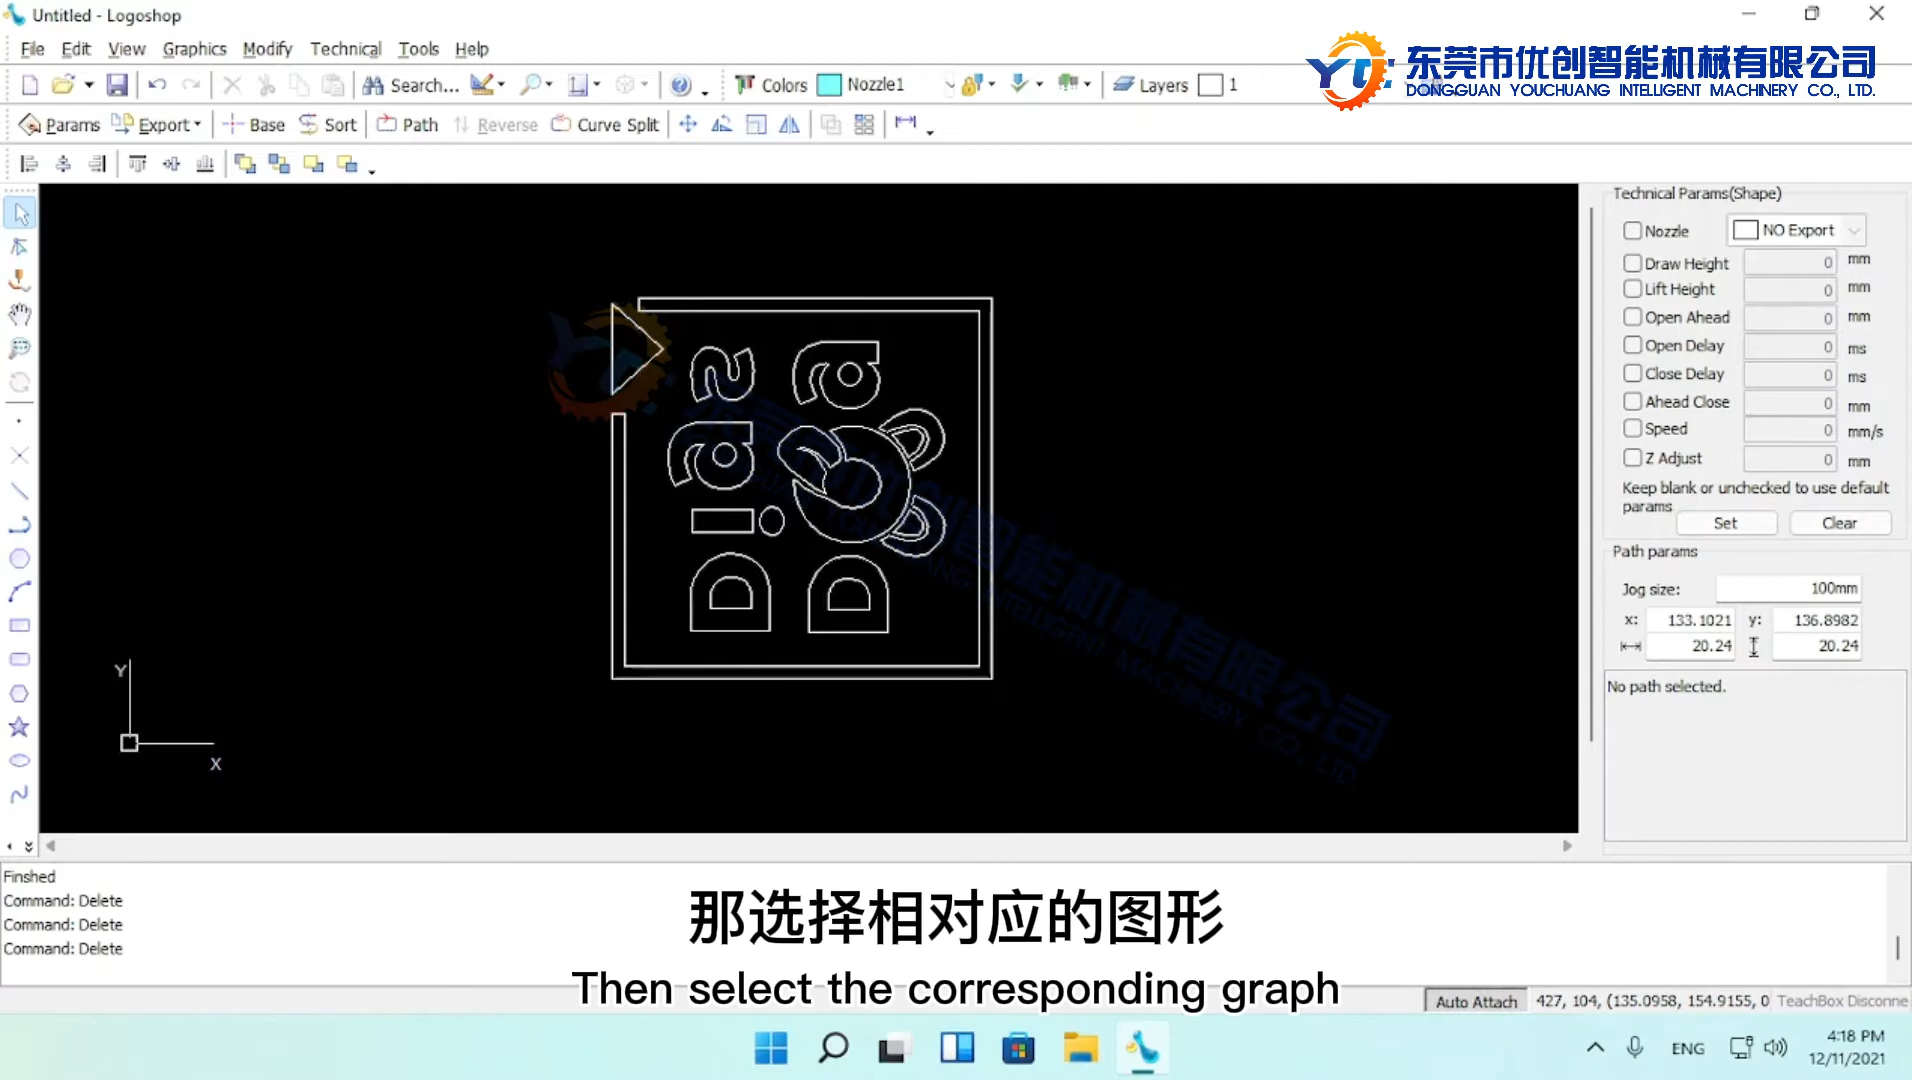 Untitled - Logoshop
File Edit View Graphics Modify Technical Tools Help
东莞市优创智能机械有限公司
DONGGUAN YOUCHUANG INTELLIGENT MACHINERY CO., LTD.
Search... Colors Nozzle1 Layers 1
Params Export Base Sort Path Reverse Curve Split
Technical Params(Shape)
Nozzle NO Export
Draw Height 0 mm
Lift Height 0 mm
Open Ahead 0 mm
Open Delay 0 ms
Close Delay 0 ms
Ahead Close 0 mm
Speed 0 mm/s
Z Adjust 0 mm
Keep blank or unchecked to use default
params
Set Clear
Path params
Jog size: 100mm
x: 133.1021 y: 136.8982
20.24 20.24
No path selected.
Dias
Y
X
Finshed
Command: Delete
Command: Delete
Command: Delete
那选择相对应的图形
Then select the corresponding graph
Auto Attach 427, 104, (135.0958, 154.9155, 0 TeachBox Disconne
ENG
4:18 PM
12/11/2021